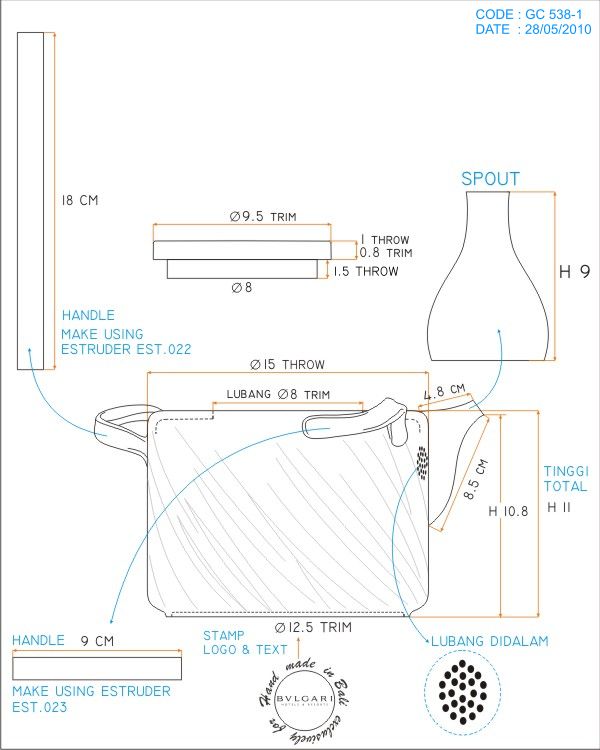 CODE : GC 538-1
DATE : 28/05/2010
18 CM
HANDLE
MAKE USING
ESTRUDER EST.022
Ø9.5 TRIM
1 THROW
0.8 TRIM
1.5 THROW
Ø8
SPOUT
H 9
Ø15 THROW
LUBANG Ø8 TRIM
4.8 CM
8.5 CM
H 10.8
TINGGI
TOTAL
H 11
Ø12.5 TRIM
HANDLE 9 CM
MAKE USING ESTRUDER
EST.023
STAMP
LOGO & TEXT
Hand made in Bali exclusively for
BVLGARI
HOTELS & RESORTS
LUBANG DIDALAM